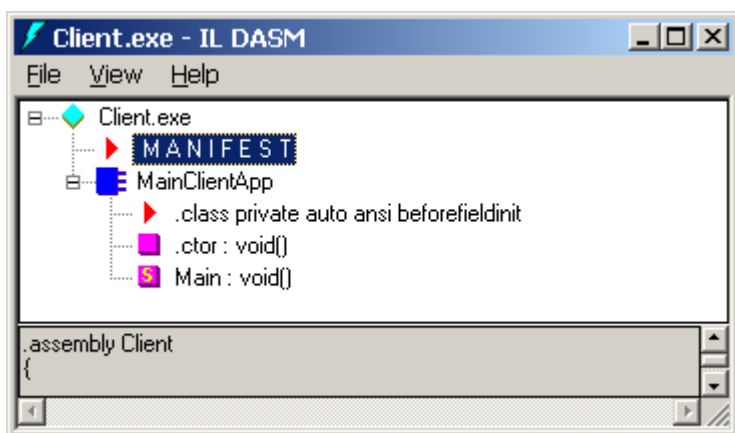 Client.exe - IL DASM
File View Help
Client.exe
MANIFEST
MainClientApp
.class private auto ansi beforefieldinit
.ctor : void()
S Main : void()
.assembly Client
{